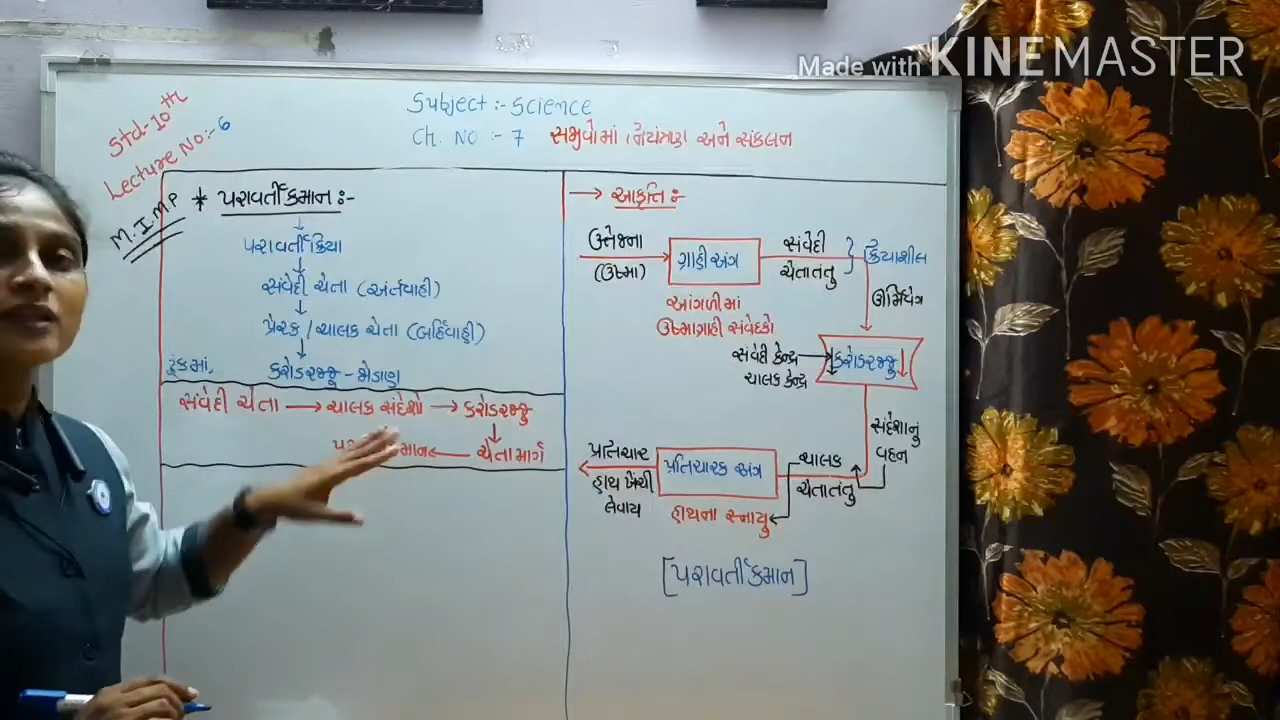 Made with KINEMASTER
Std-10th
Lecture No:- 6
Subject :- Science
Ch. NO :- 7 સજીવોમાં નિયંત્રણ અને સંકલન
M.I.M.P * પરાવર્તી કમાન :-
પરાવર્તી ક્રિયા
સંવેદી ચેતા (અંર્તવાહી)
પ્રેરક / ચાલક ચેતા (બર્હિવાહી)
ટૂંકમાં, કરોડરજ્જુ - જોડાણ
સંવેદી ચેતા → ચાલક સંદેશો → કરોડરજ્જુ
ચેતામાર્ગ
→ આકૃતિ :-
ઉત્તેજના
(ઉષ્મા)
ગ્રાહીઅંગ
સંવેદી
ચેતાતંતુ
ક્રિયાશીલ
ઊર્મિવેગ
આંગળીમાં
ઉષ્માગ્રાહી સંવેદકો
સંવેદી કેન્દ્ર
ચાલક કેન્દ્ર
કરોડરજ્જુ
સંદેશાનું
વહન
ચાલક
ચેતાતંતુ
પ્રતિચારક અંગ
હાથના સ્નાયુ
પ્રતિચાર
હાથ ખેંચી
લેવાય
[પરાવર્તી કમાન]